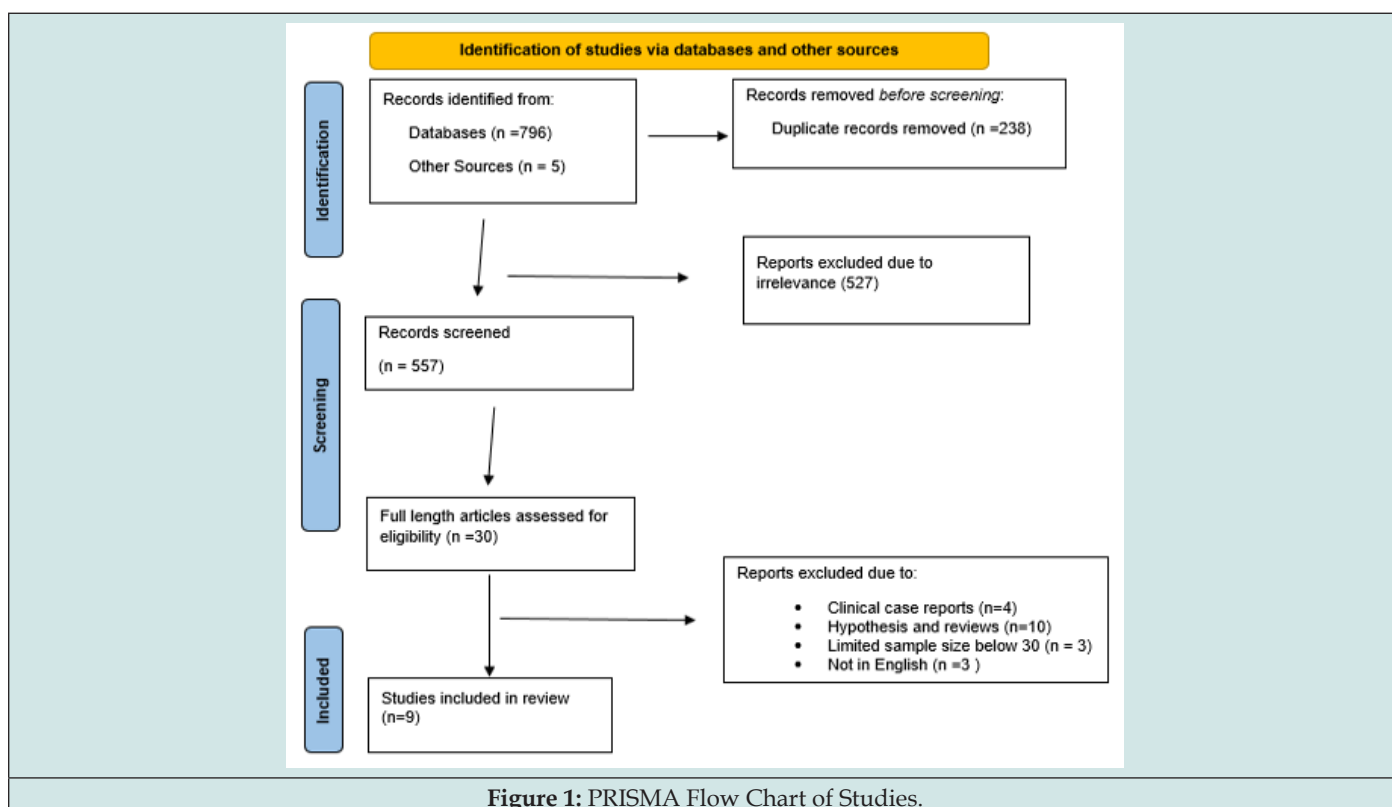 Identification of studies via databases and other sources
Identification
Records identified from:
Databases (n =796)
Other Sources (n = 5)
Records removed before screening:
Duplicate records removed (n =238)
Reports excluded due to
irrelevance (527)
Screening
Records screened
(n = 557)
Full length articles assessed for
eligibility (n =30)
Reports excluded due to:
• Clinical case reports (n=4)
• Hypothesis and reviews (n=10)
• Limited sample size below 30 (n = 3)
• Not in English (n =3 )
Included
Studies included in review
(n=9)
Figure 1: PRISMA Flow Chart of Studies.